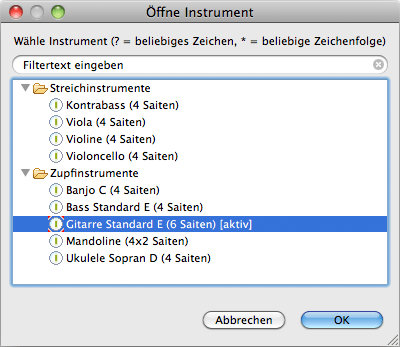 Öffne Instrument
Wähle Instrument (? = beliebiges Zeichen, * = beliebige Zeichenfolge)
Filtertext eingeben
Streichinstrumente
Kontrabass (4 Saiten)
Viola (4 Saiten)
Violine (4 Saiten)
Violoncello (4 Saiten)
Zupfinstrumente
Banjo C (4 Saiten)
Bass Standard E (4 Saiten)
Gitarre Standard E (6 Saiten) [aktiv]
Mandoline (4x2 Saiten)
Ukulele Sopran D (4 Saiten)
Abbrechen OK